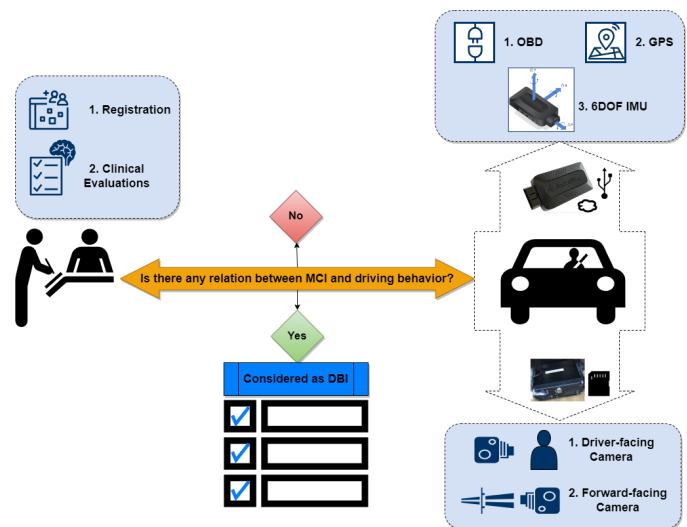 1. OBD
2. GPS
3. 6DOF IMU
1. Registration
2. Clinical
Evaluations
No
Is there any relation between MCI and driving behavior?
Yes
Considered as DBI
1. Driver-facing
Camera
2. Forward-facing
Camera